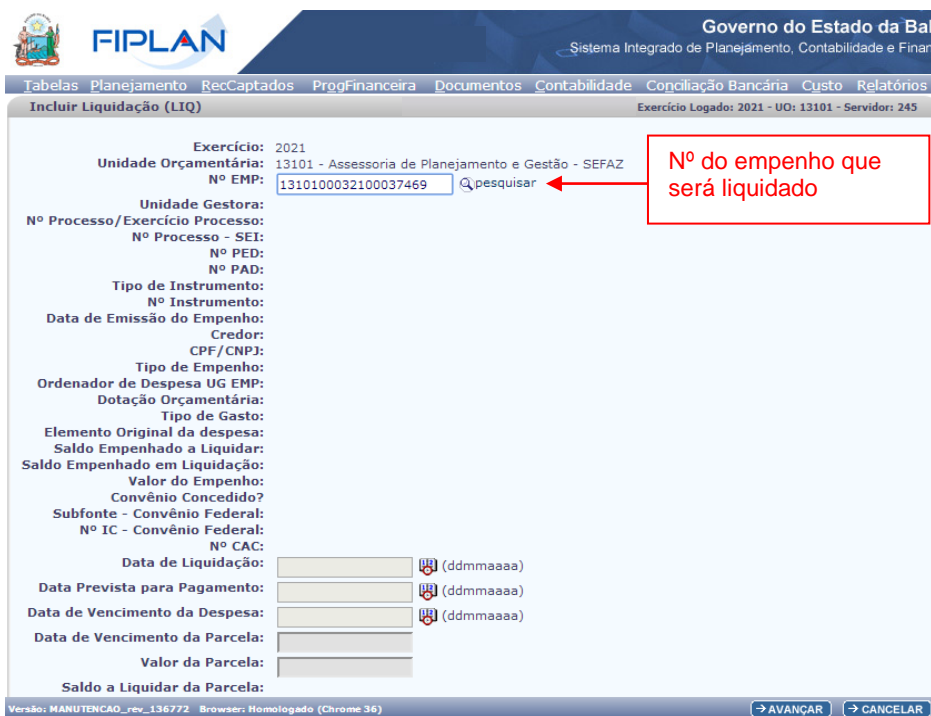 FIPLAN
Governo do Estado da Bal
Sistema Integrado de Planejamento, Contabilidade e Finan
Tabelas Planejamento RecCaptados ProgFinanceira Documentos Contabilidade Conciliação Bancária Custo Relatórios
Incluir Liquidação (LIQ) Exercício Logado: 2021 - UO: 13101 - Servidor: 245
Exercício: 2021
Unidade Orçamentária: 13101 - Assessoria de Planejamento e Gestão - SEFAZ
Nº EMP: 1310100032100037469 pesquisar
Nº do empenho que
será liquidado
Unidade Gestora:
Nº Processo/Exercício Processo:
Nº Processo - SEI:
Nº PED:
Nº PAD:
Tipo de Instrumento:
Nº Instrumento:
Data de Emissão do Empenho:
Credor:
CPF/CNPJ:
Tipo de Empenho:
Ordenador de Despesa UG EMP:
Dotação Orçamentária:
Tipo de Gasto:
Elemento Original da despesa:
Saldo Empenhado a Liquidar:
Saldo Empenhado em Liquidação:
Valor do Empenho:
Convênio Concedido?
Subfonte - Convênio Federal:
Nº IC - Convênio Federal:
Nº CAC:
Data de Liquidação: (ddmmaaaa)
Data Prevista para Pagamento: (ddmmaaaa)
Data de Vencimento da Despesa: (ddmmaaaa)
Data de Vencimento da Parcela:
Valor da Parcela:
Saldo a Liquidar da Parcela:
Versão: MANUTENCAO_rev_136772 Browser: Homologado (Chrome 36) AVANÇAR CANCELAR